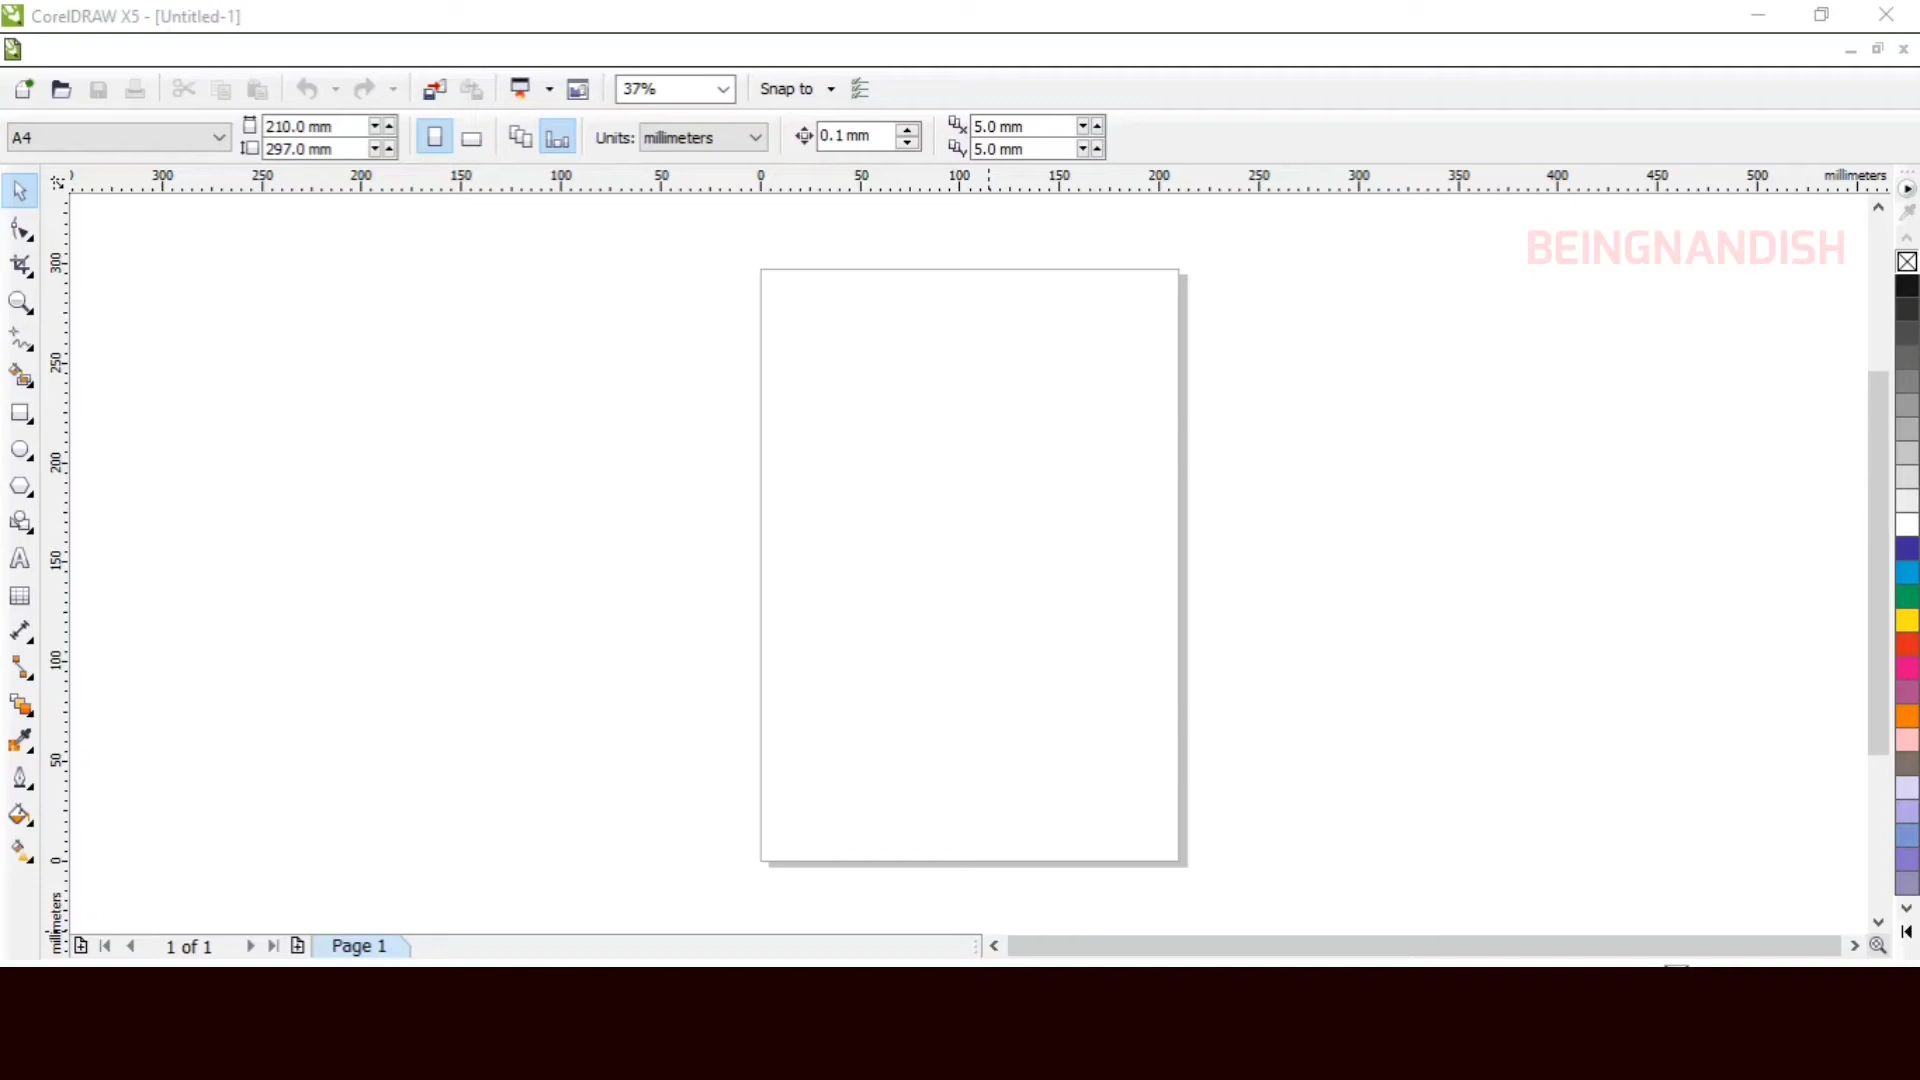 CorelDRAW X5 - [Untitled-1]
37%
Snap to
A4
210.0 mm
297.0 mm
Units: millimeters
0.1 mm
5.0 mm
5.0 mm
300 250 200 150 100 50 0 50 100 150 200 250 300 350 400 450 500 millimeters
BEINGNANDISH
300
250
200
150
100
50
0
millimeters
1 of 1
Page 1